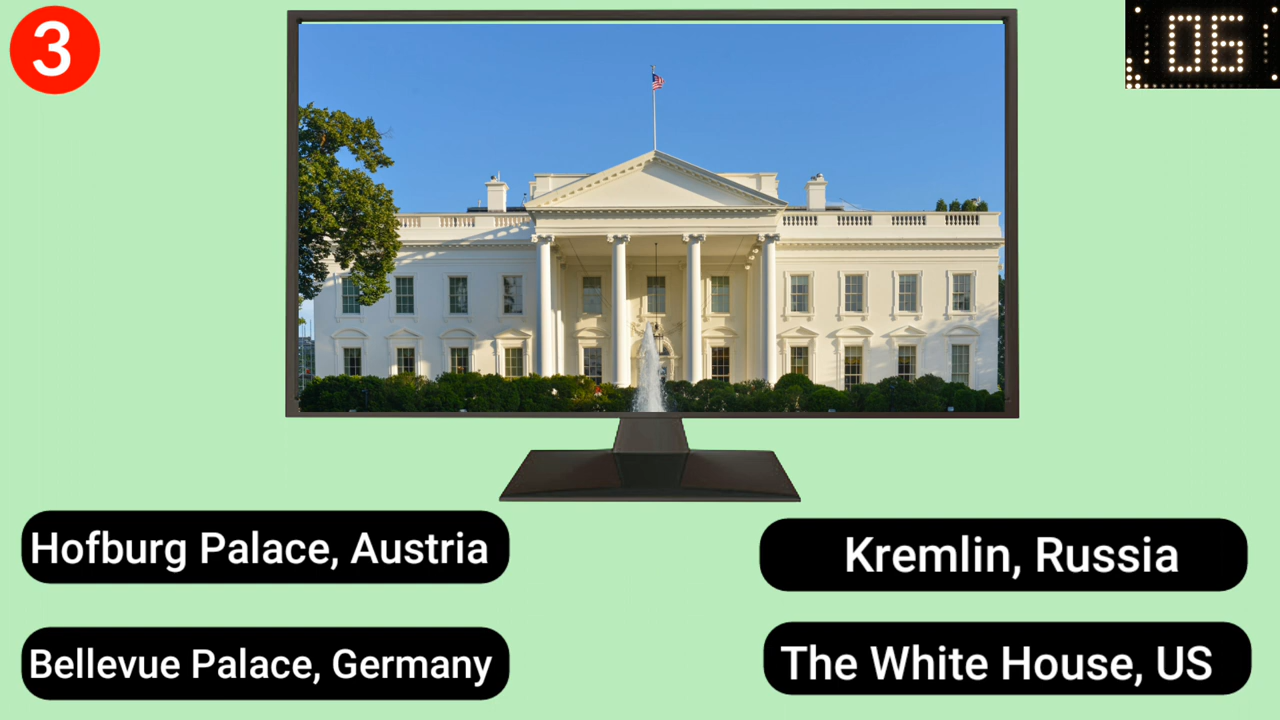 3
06
Hofburg Palace, Austria
Kremlin, Russia
Bellevue Palace, Germany
The White House, US